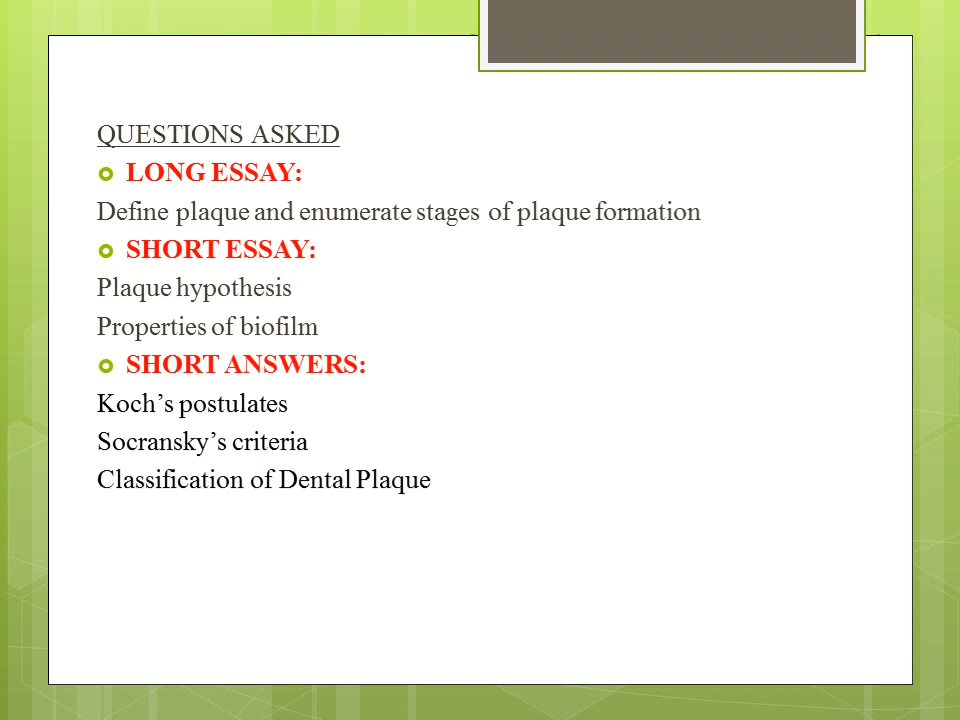 QUESTIONS ASKED
LONG ESSAY:
Define plaque and enumerate stages of plaque formation
SHORT ESSAY:
Plaque hypothesis
Properties of biofilm
SHORT ANSWERS:
Koch’s postulates
Socransky’s criteria
Classification of Dental Plaque